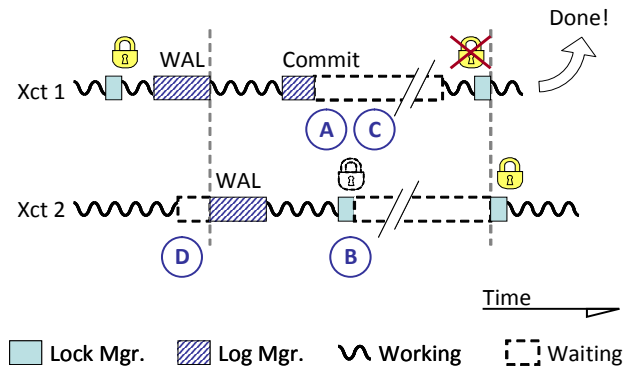 Done!
WAL
Commit
Xct 1
A
C
WAL
Xct 2
D
B
Time
Lock Mgr.
Log Mgr.
Working
Waiting